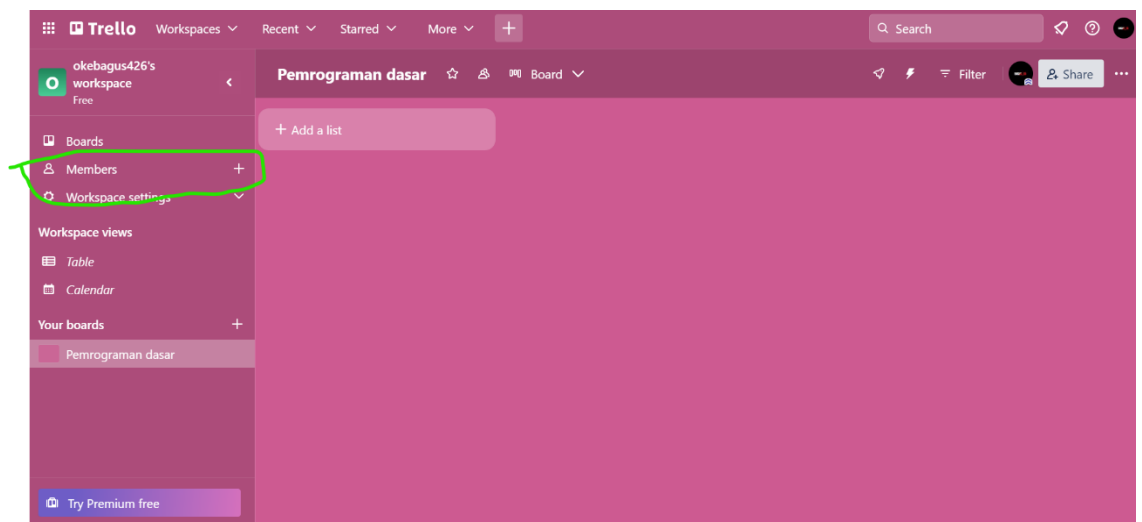 Trello Workspaces Recent Starred More Search
okebagus426's
workspace
Free
O
Pemrograman dasar Board Filter Share
+ Add a list
Boards
Members +
Workspace settings
Workspace views
Table
Calendar
Your boards +
Pemrograman dasar
Try Premium free